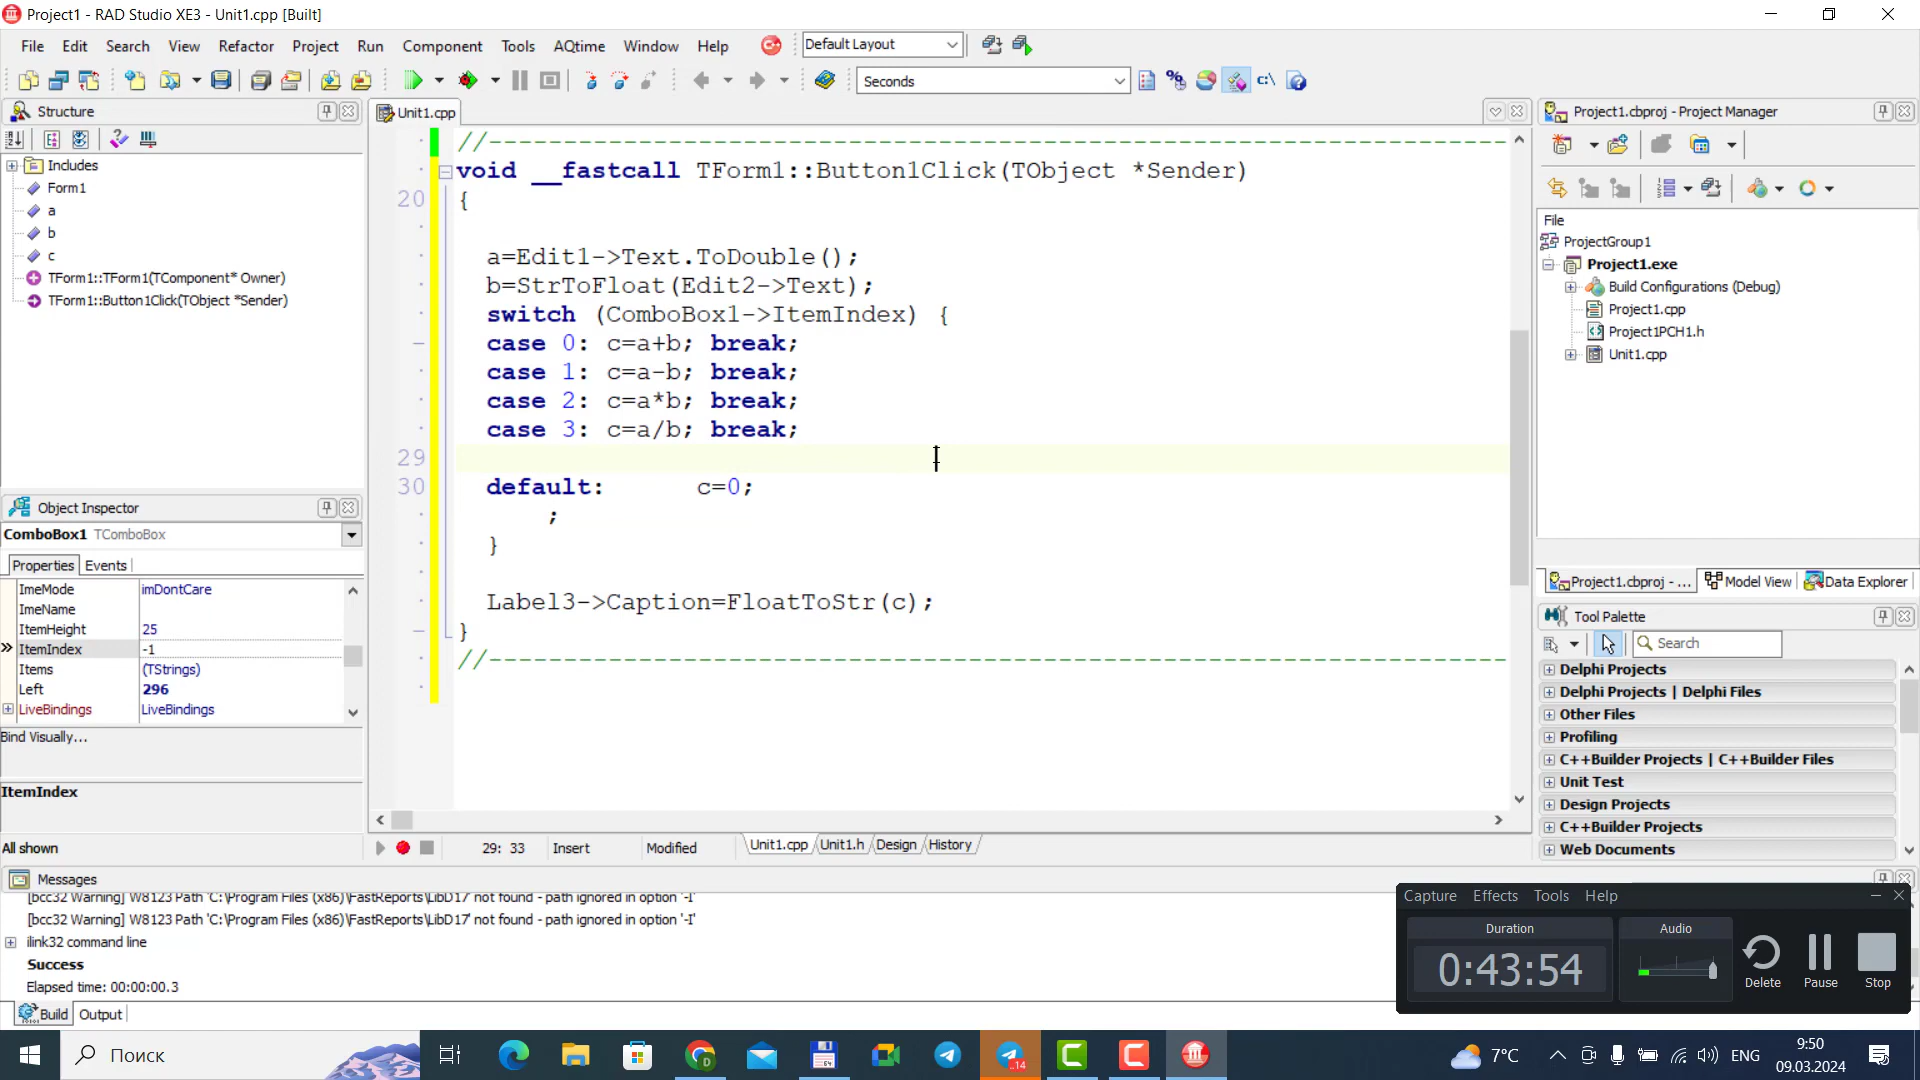 Project1 - RAD Studio XE3 - Unit1.cpp [Built]
File Edit Search View Refactor Project Run Component Tools AQtime Window Help
Default Layout
Seconds
Structure
Includes
Form1
a
b
c
TForm1::TForm1(TComponent* Owner)
TForm1::Button1Click(TObject *Sender)
Object Inspector
ComboBox1 TComboBox
Properties Events
ImeMode imDontCare
ImeName
ItemHeight 25
ItemIndex -1
Items (TStrings)
Left 296
LiveBindings LiveBindings
Bind Visually...
ItemIndex
All shown
Unit1.cpp
void __fastcall TForm1::Button1Click(TObject *Sender)
20 {
a=Edit1->Text.ToDouble();
b=StrToFloat(Edit2->Text);
switch (ComboBox1->ItemIndex) {
case 0: c=a+b; break;
case 1: c=a-b; break;
case 2: c=a*b; break;
case 3: c=a/b; break;
29
30 default: c=0;
;
}
Label3->Caption=FloatToStr(c);
}
29: 33 Insert Modified Unit1.cpp Unit1.h Design History
Project1.cbproj - Project Manager
File
ProjectGroup1
Project1.exe
Build Configurations (Debug)
Project1.cpp
Project1PCH1.h
Unit1.cpp
Project1.cbproj - ... Model View Data Explorer
Tool Palette
Search
Delphi Projects
Delphi Projects | Delphi Files
Other Files
Profiling
C++Builder Projects | C++Builder Files
Unit Test
Design Projects
C++Builder Projects
Web Documents
Messages
[bcc32 Warning] W8123 Path 'C:\Program Files (x86)\FastReports\LibD17' not found - path ignored in option '-I'
[bcc32 Warning] W8123 Path 'C:\Program Files (x86)\FastReports\LibD17' not found - path ignored in option '-I'
ilink32 command line
Success
Elapsed time: 00:00:00.3
Build Output
Capture Effects Tools Help
Duration
0:43:54
Audio
Delete Pause Stop
Поиск
7°C
ENG
9:50
09.03.2024